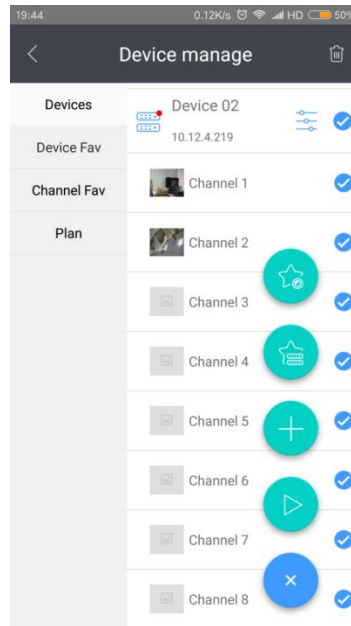 19:44 0.12K/s HD 50%
Device manage
Devices
Device Fav
Channel Fav
Plan
Device 02
10.12.4.219
Channel 1
Channel 2
Channel 3
Channel 4
Channel 5
Channel 6
Channel 7
Channel 8